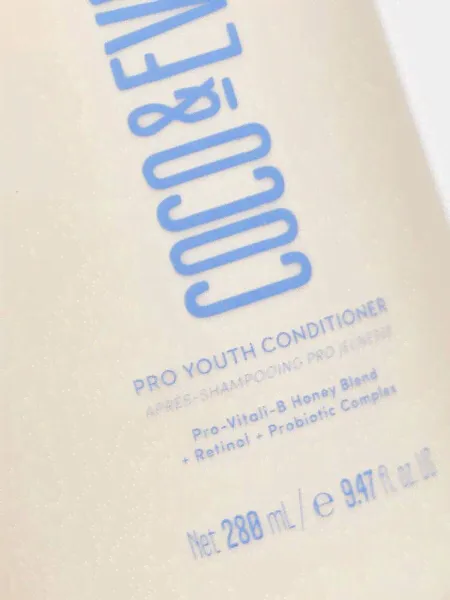 COCO & EVE
PRO YOUTH CONDITIONER
APRÈS-SHAMPOOING PRO JEUNESSE
Pro-Vitali-B Honey Blend
+ Retinol + Probiotic Complex
Net 280 mL / e 9.47 fl. oz. US